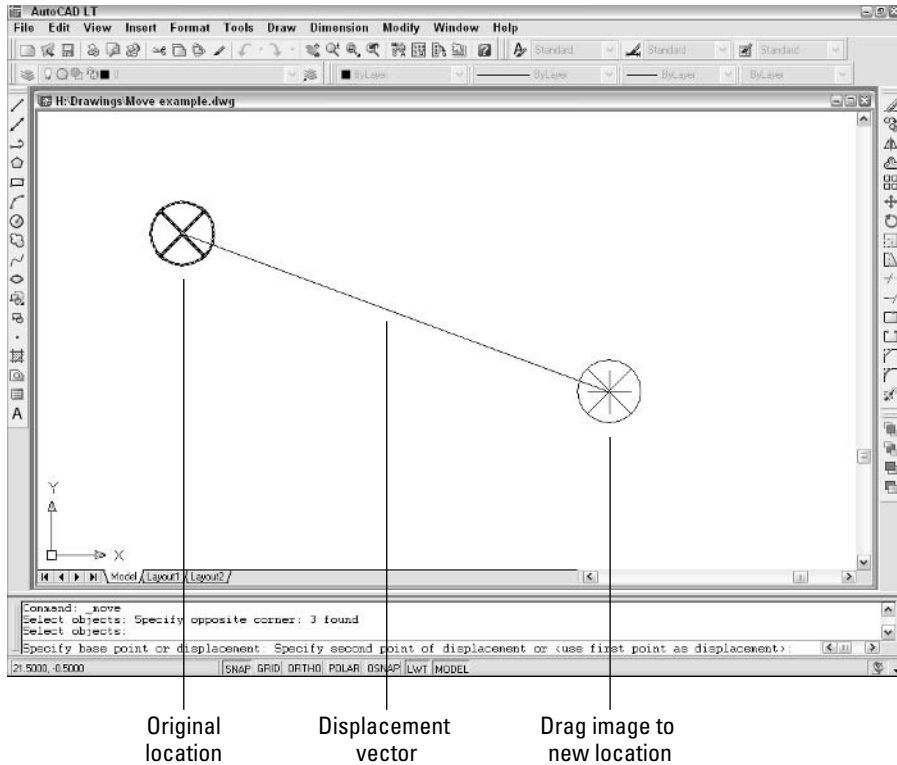 AutoCAD LT
File Edit View Insert Format Tools Draw Dimension Modify Window Help
Standard Standard Standard
ByLayer ByLayer ByLayer ByLayer
H:\Drawings\Move example.dwg
A
Y
X
Model Layout1 Layout2
Command: _move
Select objects: Specify opposite corner: 3 found
Select objects:
Specify base point or displacement: Specify second point of displacement or <use first point as displacement>:
21.5000, -0.5000 SNAP GRID ORTHO POLAR OSNAP LWT MODEL
Original location
Displacement vector
Drag image to new location